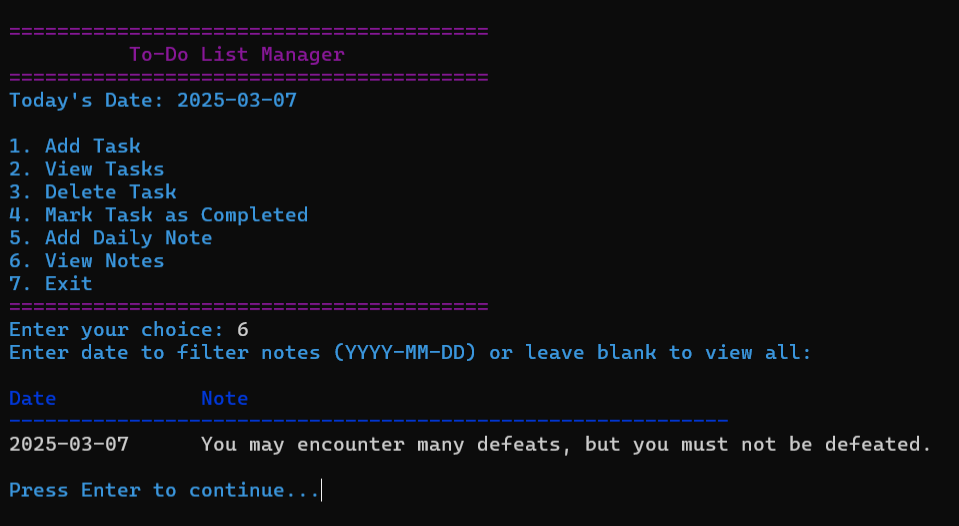 ========================================
To-Do List Manager
========================================
Today's Date: 2025-03-07
1. Add Task
2. View Tasks
3. Delete Task
4. Mark Task as Completed
5. Add Daily Note
6. View Notes
7. Exit
========================================
Enter your choice: 6
Enter date to filter notes (YYYY-MM-DD) or leave blank to view all:
Date Note
------------------------------------------------------------
2025-03-07 You may encounter many defeats, but you must not be defeated.
Press Enter to continue...